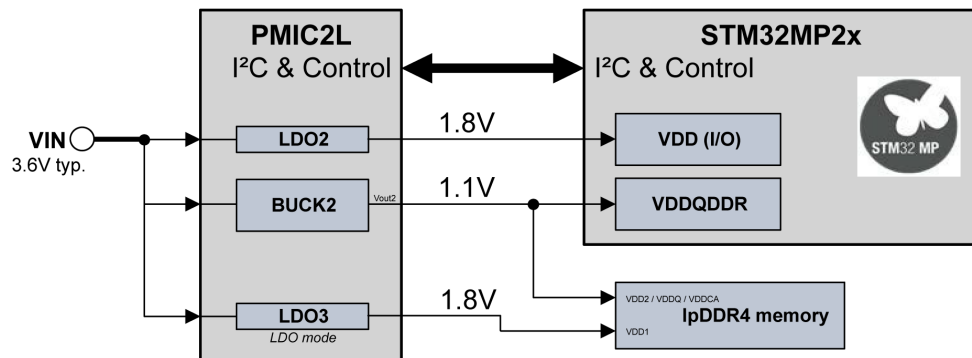 PMIC2L
I²C & Control
STM32MP2x
I²C & Control
STM32 MP
VIN
3.6V typ.
LDO2
1.8V
VDD (I/O)
BUCK2
Vout2
1.1V
VDDQDDR
LDO3
LDO mode
1.8V
VDD2 / VDDQ / VDDCA
lpDDR4 memory
VDD1